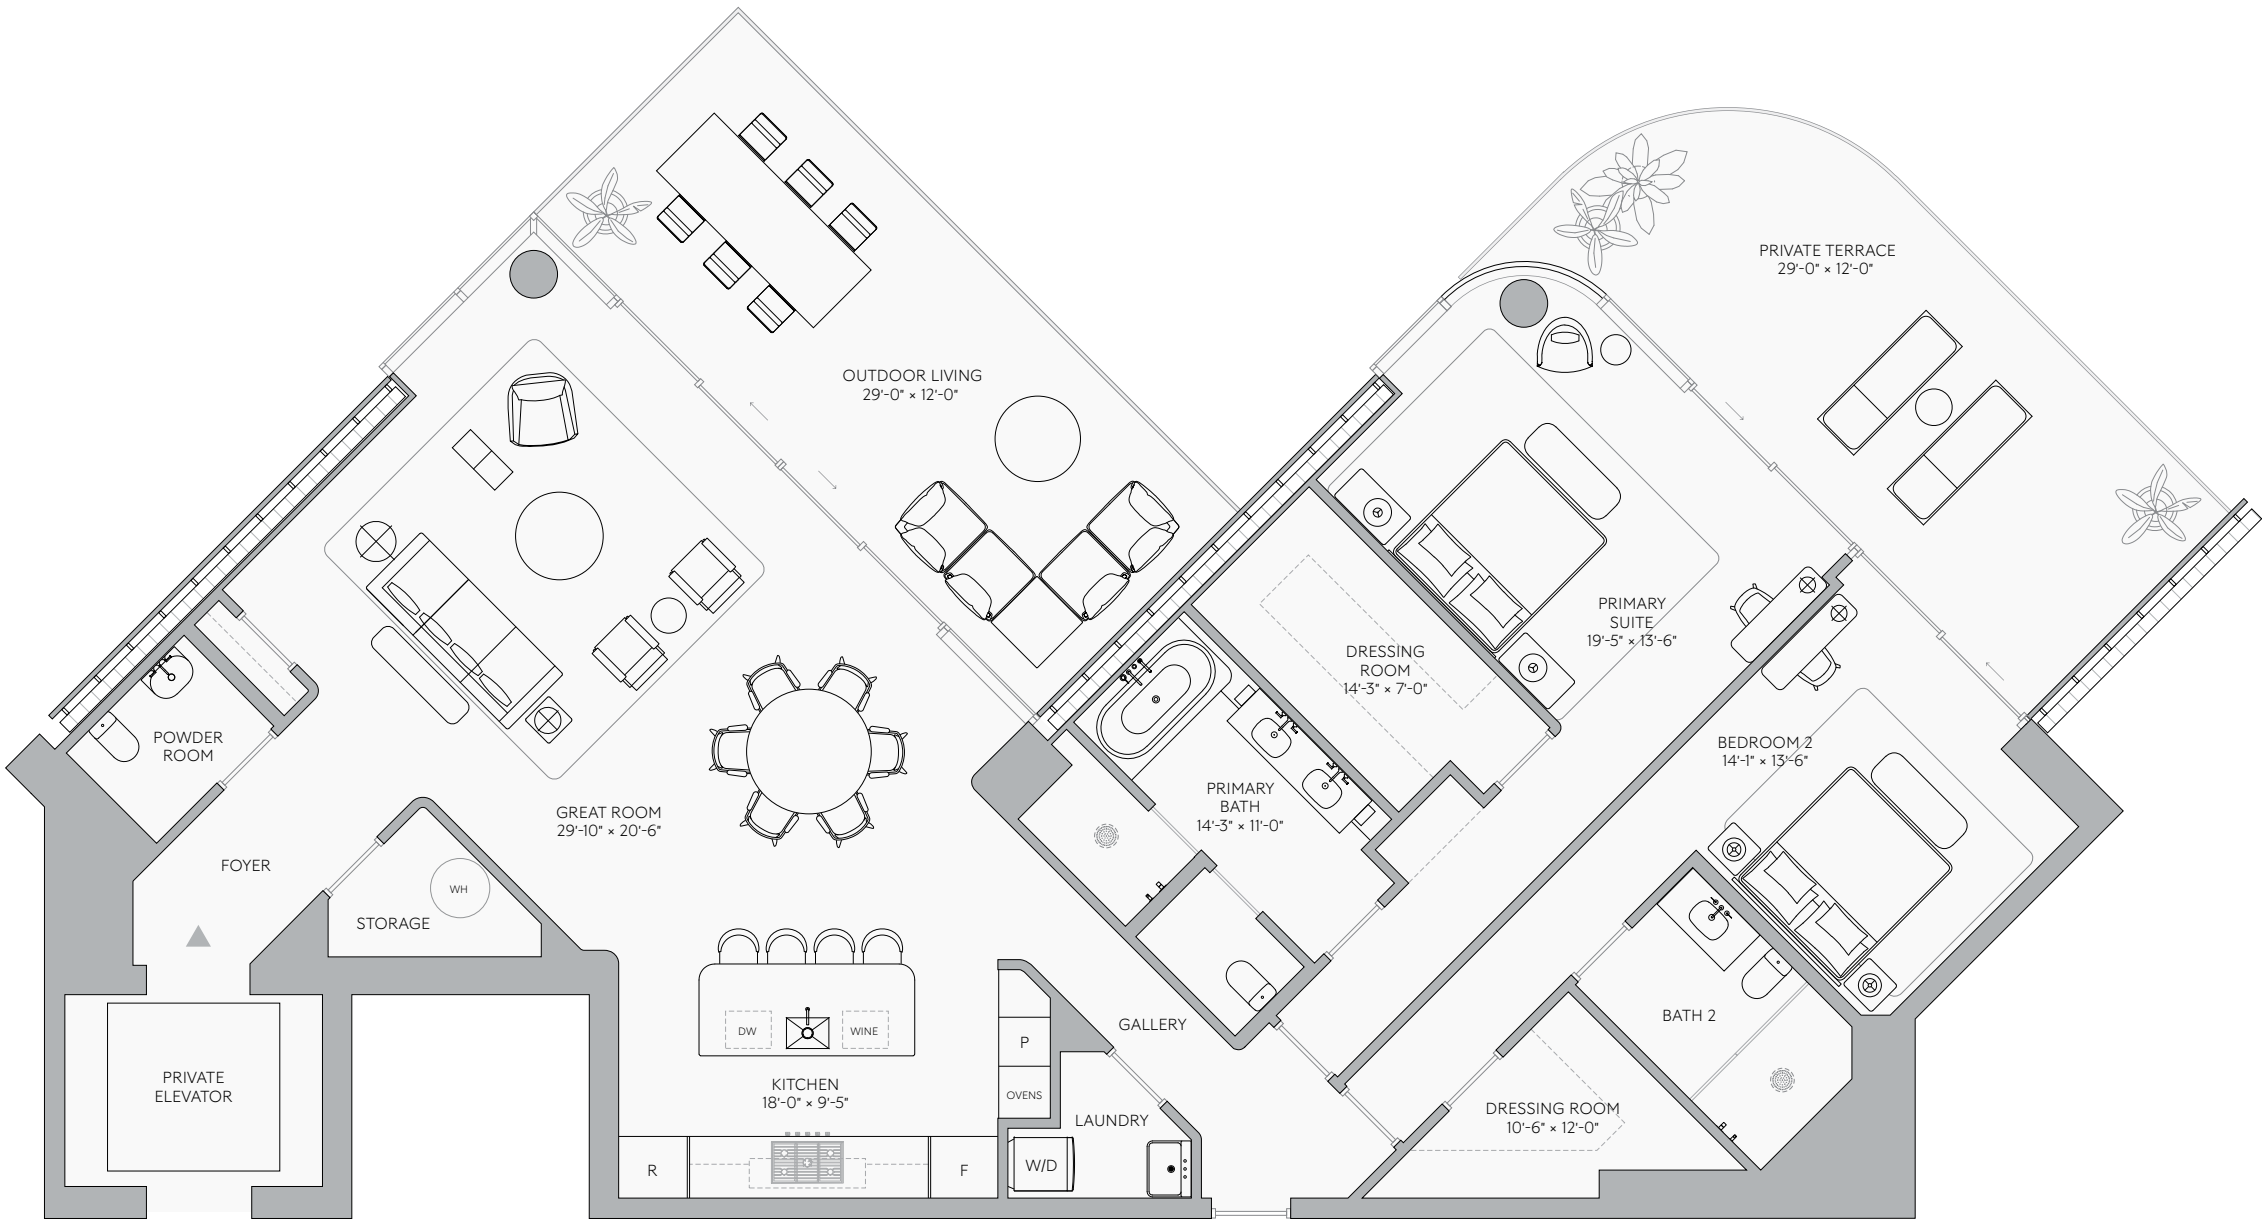 PRIVATE TERRACE
29'-0" × 12'-0"
OUTDOOR LIVING
29'-0" × 12'-0"
PRIMARY
SUITE
19'-5" × 13'-6"
DRESSING
ROOM
14'-3" × 7'-0"
POWDER
ROOM
BEDROOM 2
14'-1" × 13'-6"
PRIMARY
BATH
14'-3" × 11'-0"
GREAT ROOM
29'-10" × 20'-6"
FOYER
WH
STORAGE
DW
WINE
GALLERY
BATH 2
P
PRIVATE
ELEVATOR
KITCHEN
18'-0" × 9'-5"
OVENS
LAUNDRY
DRESSING ROOM
10'-6" × 12'-0"
R
F
W/D